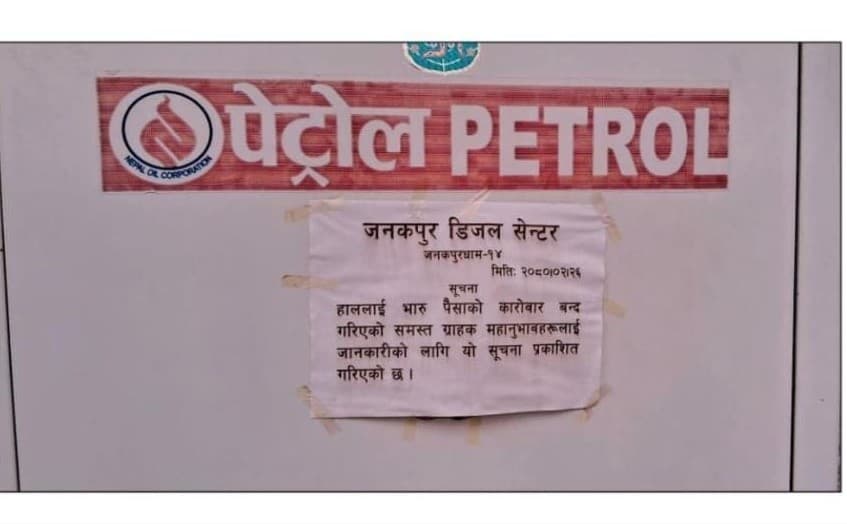 पेट्रोल PETROL
NEPAL OIL CORPORATION
जनकपुर डिजल सेन्टर
जनकपुरधाम-१४
मिति: २०८०।०२।२६
सूचना
हाललाई भारु पैसाको कारोबार बन्द
गरिएको समस्त ग्राहक महानुभाबहरूलाई
जानकारीको लागि यो सूचना प्रकाशित
गरिएको छ।